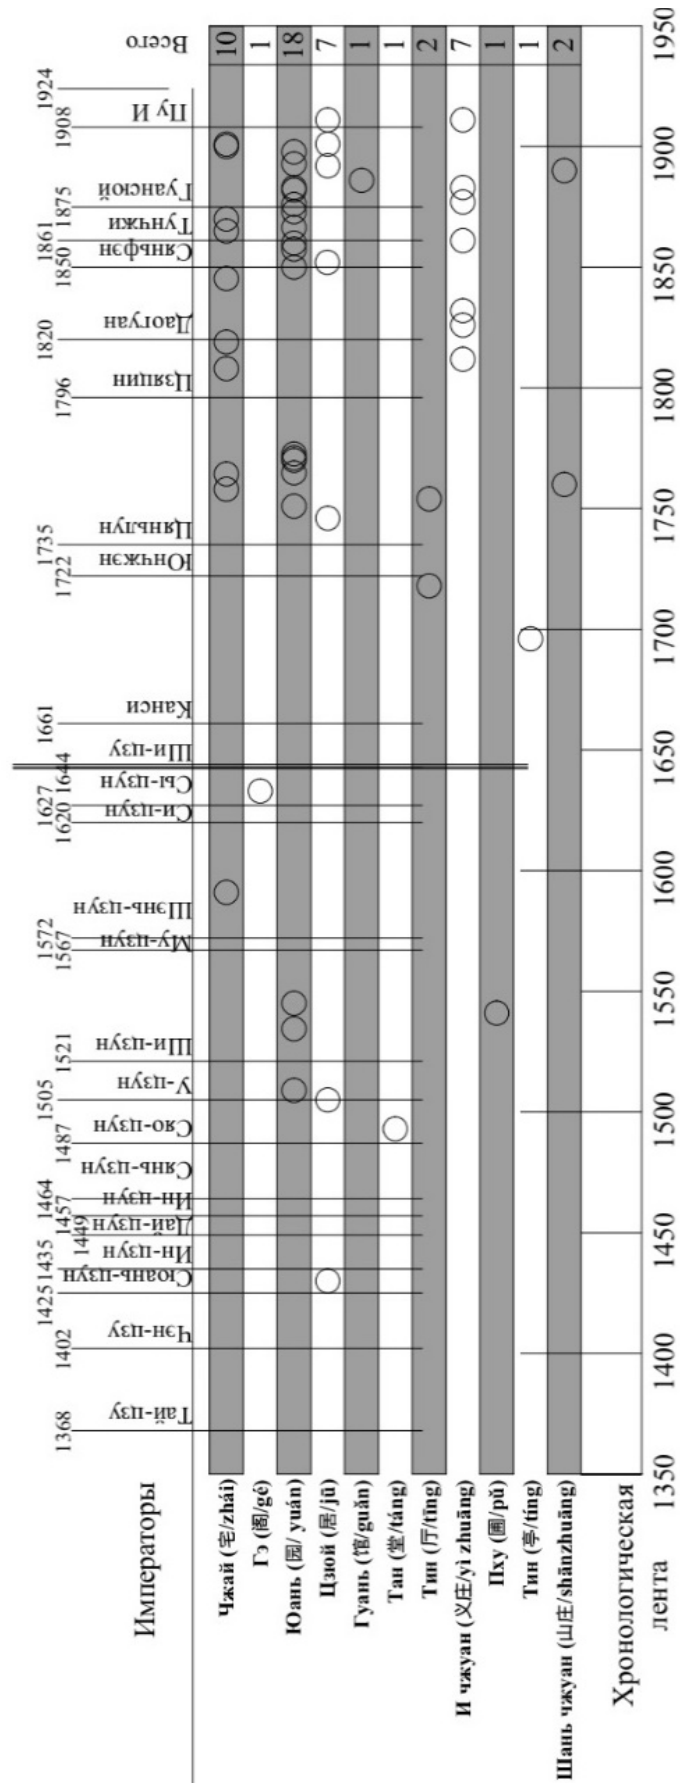 1368 1402 1425 1435 1449 1457 1464 1487 1505 1521 1567 1572 1620 1627 1644 1661 1722 1735 1796 1820 1850 1861 1875 1908 1924
Императоры Тай-цзу Чэн-цзу Сюань-цзун Ин-цзун Дай-цзун Ин-цзун Сянь-цзун Сяо-цзун У-цзун Ши-цзун Му-цзун Шэнь-цзун Си-цзун Сы-цзун Ши-цзу Канси Юнчжэн Цяньлун Цзяцин Даогуан Сяньфэн Тунчжи Гуансюй Пу И Всего
Чжай (宅/zhái) 10
Гэ (阁/gé) 1
Юань (园/ yuán) 18
Цзюй (居/jū) 7
Гуань (馆/guǎn) 1
Тан (堂/táng) 1
Тин (厅/tīng) 2
И чжуан (义庄/yì zhuāng) 7
Пху (圃/pǔ) 1
Тин (亭/tíng) 1
Шань чжуан (山庄/shānzhuāng) 2
Хронологическая
лента 1350 1400 1450 1500 1550 1600 1650 1700 1750 1800 1850 1900 1950